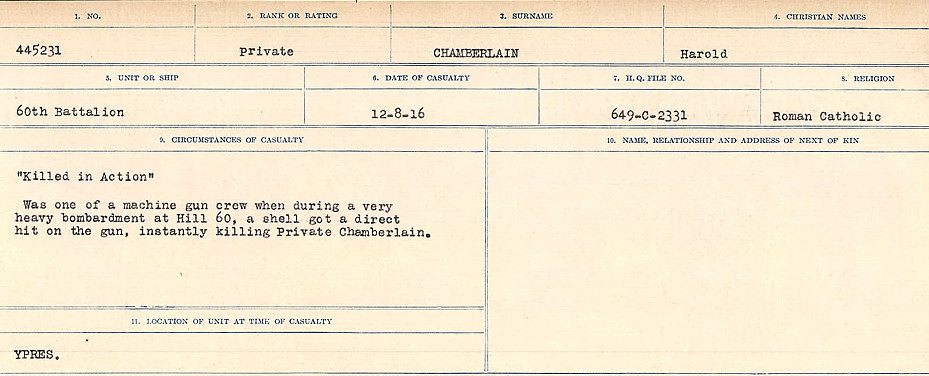 1. NO. 2. RANK OR RATING 3. SURNAME 4. CHRISTIAN NAMES
445231 Private CHAMBERLAIN Harold
5. UNIT OR SHIP 6. DATE OF CASUALTY 7. H.Q. FILE NO. 8. RELIGION
60th Battalion 12-8-16 649-C-2331 Roman Catholic
9. CIRCUMSTANCES OF CASUALTY
"Killed in Action"
Was one of a machine gun crew when during a very
heavy bombardment at Hill 60, a shell got a direct
hit on the gun, instantly killing Private Chamberlain.
10. NAME, RELATIONSHIP AND ADDRESS OF NEXT OF KIN
11. LOCATION OF UNIT AT TIME OF CASUALTY
YPRES.